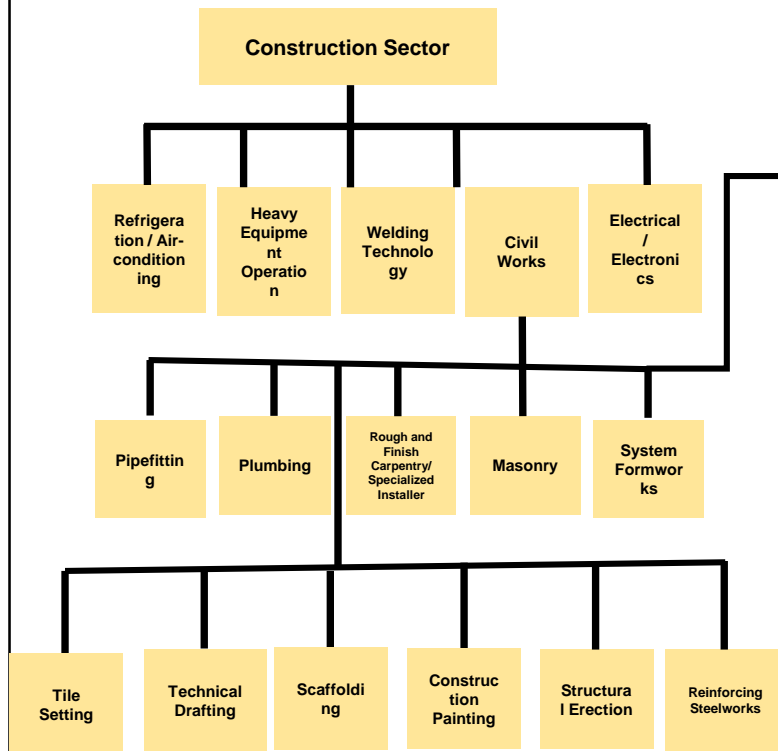 Construction Sector
Refrigera
tion / Air-
conditioni
ing
Heavy
Equipme
nt
Operatio
n
Welding
Technolo
gy
Civil
Works
Electrical
/
Electroni
cs
Pipefittin
g
Plumbing
Rough and
Finish
Carpentry/
Specialized
Installer
Masonry
System
Formwor
ks
Tile
Setting
Technical
Drafting
Scaffoldi
ng
Construc
tion
Painting
Structura
l Erection
Reinforcing
Steelworks